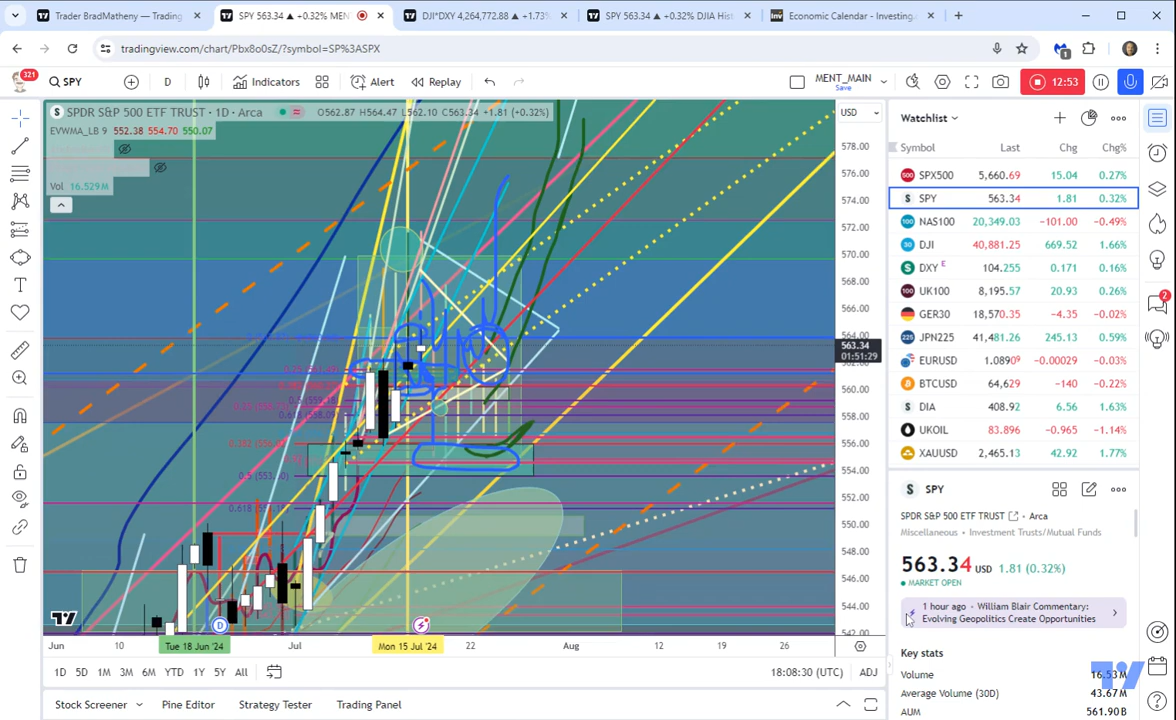 Trader BradMatheny — Trading
SPY 563.34 ▲ +0.32% MEN
DJI*DXY 4,264,772.88 ▲ +1.73%
SPY 563.34 ▲ +0.32% DJIA Hist
Economic Calendar - Investing.
tradingview.com/chart/Pbx8o0sZ/?symbol=SP%3ASPX
321
SPY
D
Indicators
Alert
Replay
MENT_MAIN
Save
12:53
SPDR S&P 500 ETF TRUST · 1D · Arca
O562.87 H564.47 L562.10 C563.34 +1.81 (+0.32%)
USD
EVWMA_LB 9 552.38 554.70 550.07
Vol 16.529M
578.00
576.00
574.00
572.00
570.00
568.00
566.00
564.00
563.34
01:51:29
560.00
558.00
556.00
554.00
552.00
550.00
548.00
546.00
544.00
542.00
Jun
10
Tue 18 Jun '24
Jul
Mon 15 Jul '24
22
Aug
12
19
26
D
1D 5D 1M 3M 6M YTD 1Y 5Y All
18:08:30 (UTC)
ADJ
Stock Screener
Pine Editor
Strategy Tester
Trading Panel
Watchlist
Symbol Last Chg Chg%
SPX500 5,660.69 15.04 0.27%
SPY 563.34 1.81 0.32%
NAS100 20,349.03 −101.00 −0.49%
DJI 40,881.25 669.52 1.66%
DXY E 104.255 0.171 0.16%
UK100 8,195.57 20.93 0.26%
GER30 18,570.35 −4.35 −0.02%
JPN225 41,481.26 245.13 0.59%
EURUSD 1.08909 −0.00029 −0.03%
BTCUSD 64,629 −140 −0.22%
DIA 408.92 6.56 1.63%
UKOIL 83.896 −0.965 −1.14%
XAUUSD 2,465.13 42.92 1.77%
SPY
SPDR S&P 500 ETF TRUST · Arca
Miscellaneous · Investment Trusts/Mutual Funds
563.34 USD 1.81 (0.32%)
MARKET OPEN
1 hour ago · William Blair Commentary:
Evolving Geopolitics Create Opportunities
Key stats
Volume 16.53M
Average Volume (30D) 43.67M
AUM 561.90B